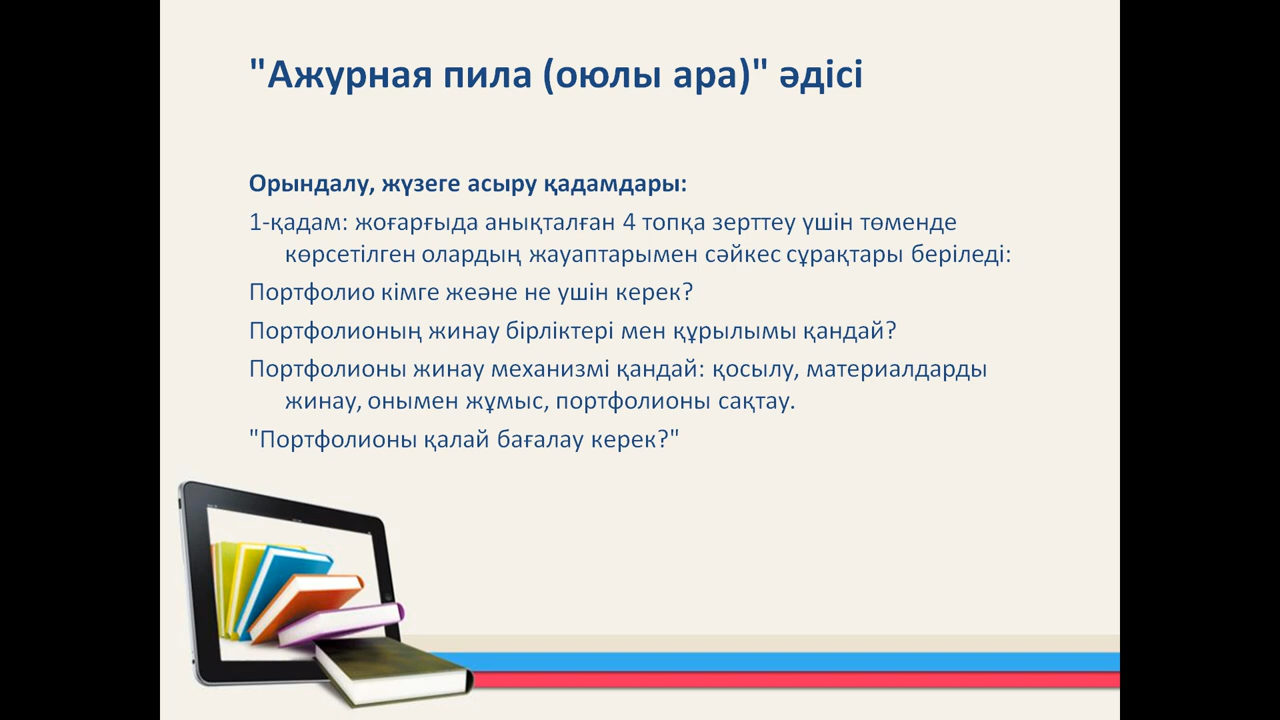 "Ажурная пила (оюлы ара)" әдісі
Орындалу, жүзеге асыру қадамдары:
1-қадам: жоғарғыда анықталған 4 топқа зерттеу үшін төменде
көрсетілген олардың жауаптарымен сәйкес сұрақтары беріледі:
Портфолио кімге жеәне не ушін керек?
Портфолионың жинау бірліктері мен құрылымы қандай?
Портфолионы жинау механизмі қандай: қосылу, материалдарды
жинау, онымен жұмыс, портфолионы сақтау.
"Портфолионы қалай бағалау керек?"